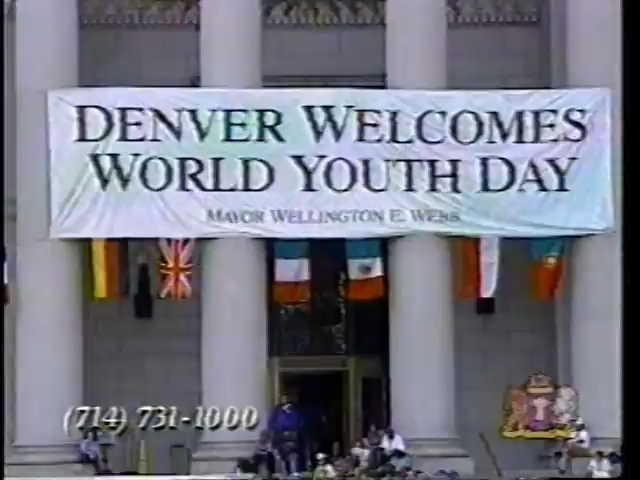 DENVER WELCOMES
WORLD YOUTH DAY
MAYOR WELLINGTON E. WEBB
(714) 731-1000